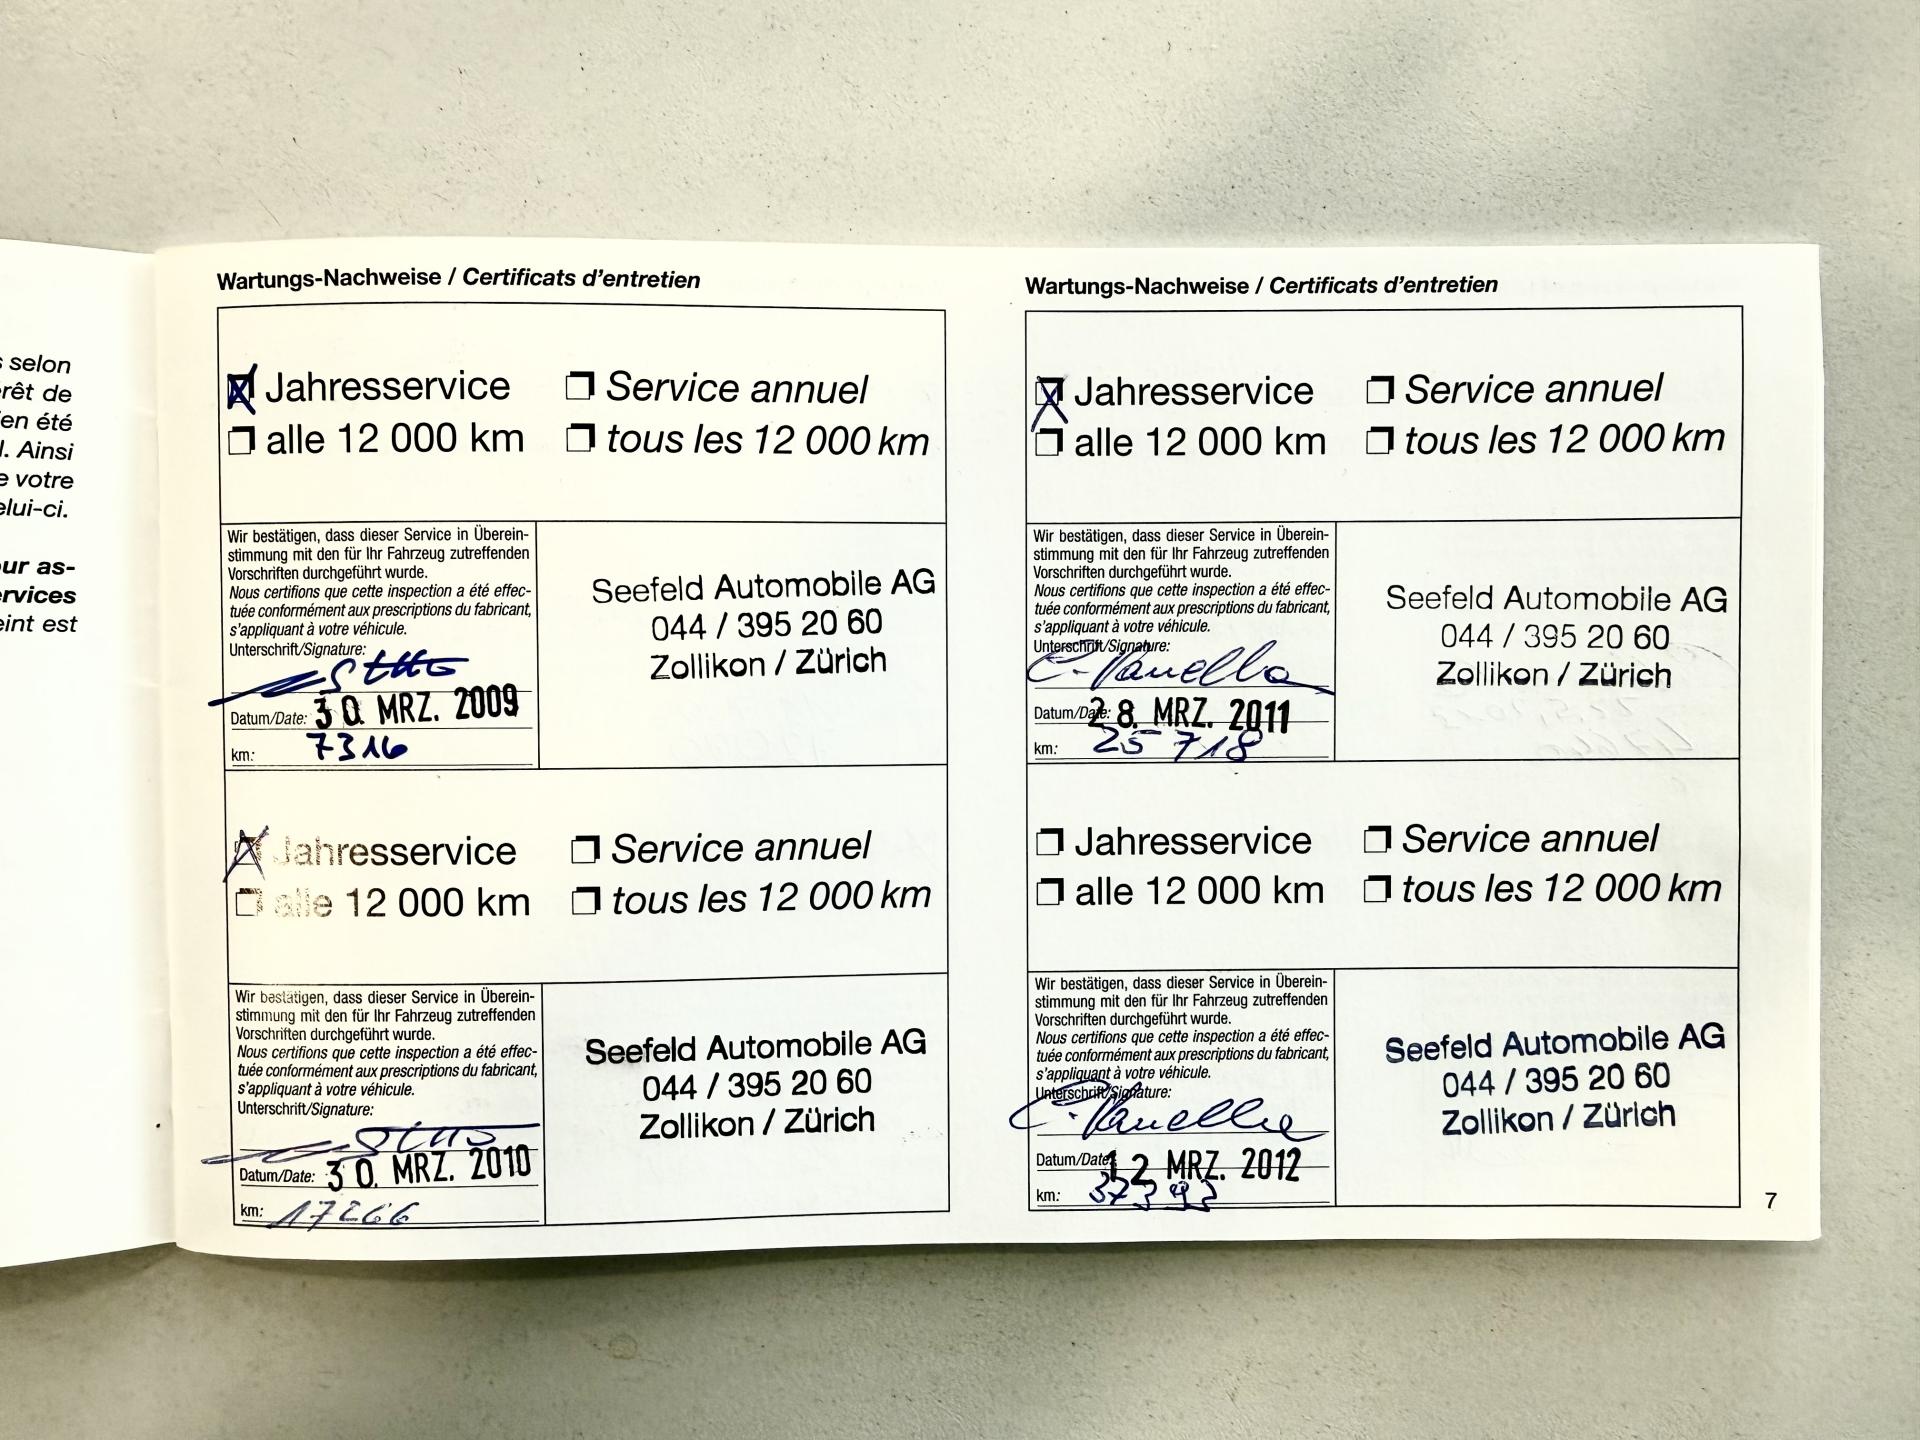 selon
rêt de
en été
. Ainsi
e votre
elui-ci.
ur as-
rvices
eint est
Wartungs-Nachweise / Certificats d'entretien
Jahresservice Service annuel
alle 12 000 km tous les 12 000 km
Wir bestätigen, dass dieser Service in Überein-
stimmung mit den für Ihr Fahrzeug zutreffenden
Vorschriften durchgeführt wurde.
Nous certifions que cette inspection a été effec-
tuée conformément aux prescriptions du fabricant,
s'appliquant à votre véhicule.
Unterschrift/Signature:
Datum/Date: 30. MRZ. 2009
km: 7316
Seefeld Automobile AG
044 / 395 20 60
Zollikon / Zürich
Jahresservice Service annuel
alle 12 000 km tous les 12 000 km
Wir bestätigen, dass dieser Service in Überein-
stimmung mit den für Ihr Fahrzeug zutreffenden
Vorschriften durchgeführt wurde.
Nous certifions que cette inspection a été effec-
tuée conformément aux prescriptions du fabricant,
s'appliquant à votre véhicule.
Unterschrift/Signature:
Datum/Date: 30. MRZ. 2010
km: 17266
Seefeld Automobile AG
044 / 395 20 60
Zollikon / Zürich
Wartungs-Nachweise / Certificats d'entretien
Jahresservice Service annuel
alle 12 000 km tous les 12 000 km
Wir bestätigen, dass dieser Service in Überein-
stimmung mit den für Ihr Fahrzeug zutreffenden
Vorschriften durchgeführt wurde.
Nous certifions que cette inspection a été effec-
tuée conformément aux prescriptions du fabricant,
s'appliquant à votre véhicule.
Unterschrift/Signature:
Datum/Date: 28. MRZ. 2011
km: 25 718
Seefeld Automobile AG
044 / 395 20 60
Zollikon / Zürich
Jahresservice Service annuel
alle 12 000 km tous les 12 000 km
Wir bestätigen, dass dieser Service in Überein-
stimmung mit den für Ihr Fahrzeug zutreffenden
Vorschriften durchgeführt wurde.
Nous certifions que cette inspection a été effec-
tuée conformément aux prescriptions du fabricant,
s'appliquant à votre véhicule.
Unterschrift/Signature:
Datum/Date: 12 MRZ. 2012
km: 37393
Seefeld Automobile AG
044 / 395 20 60
Zollikon / Zürich
7